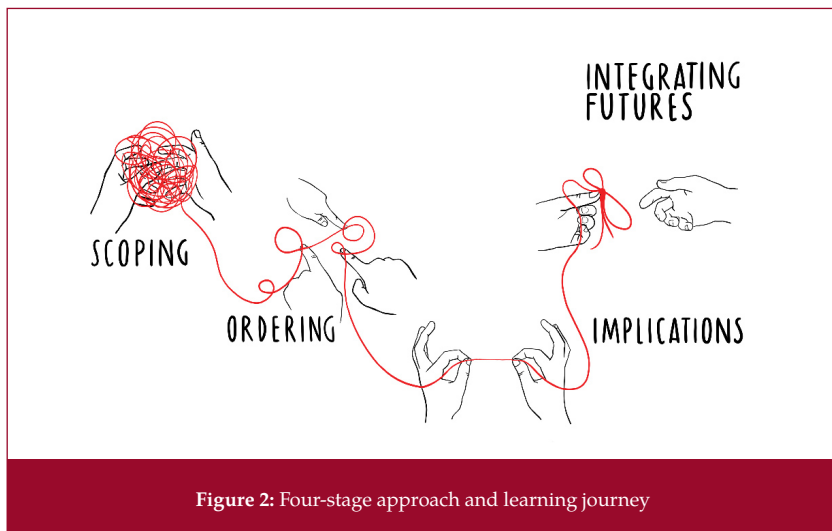 INTEGRATING
FUTURES
SCOPING
ORDERING
IMPLICATIONS
Figure 2: Four-stage approach and learning journey